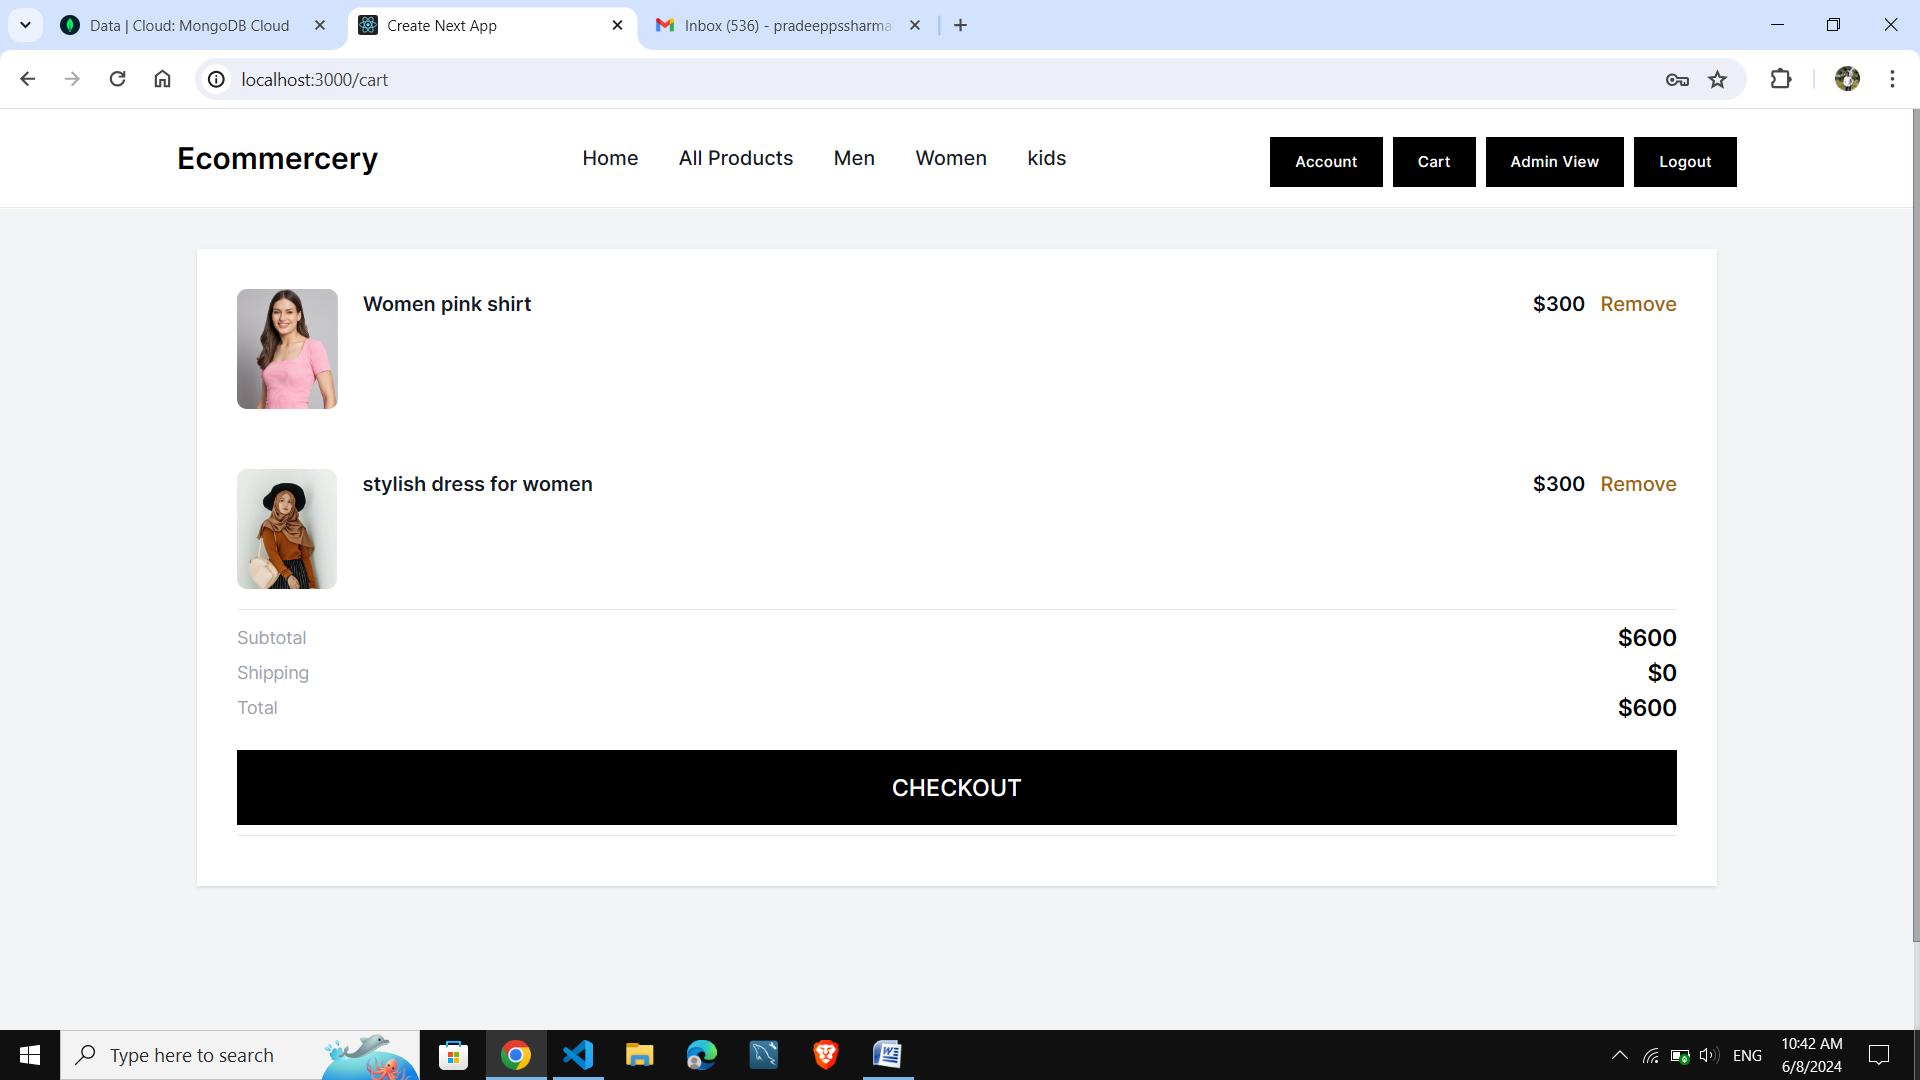 Data | Cloud: MongoDB Cloud
Create Next App
Inbox (536) - pradeeppssharma
localhost:3000/cart
Ecommercery
Home All Products Men Women kids
Account Cart Admin View Logout
Women pink shirt $300 Remove
stylish dress for women $300 Remove
Subtotal $600
Shipping $0
Total $600
CHECKOUT
Type here to search
ENG
10:42 AM
6/8/2024